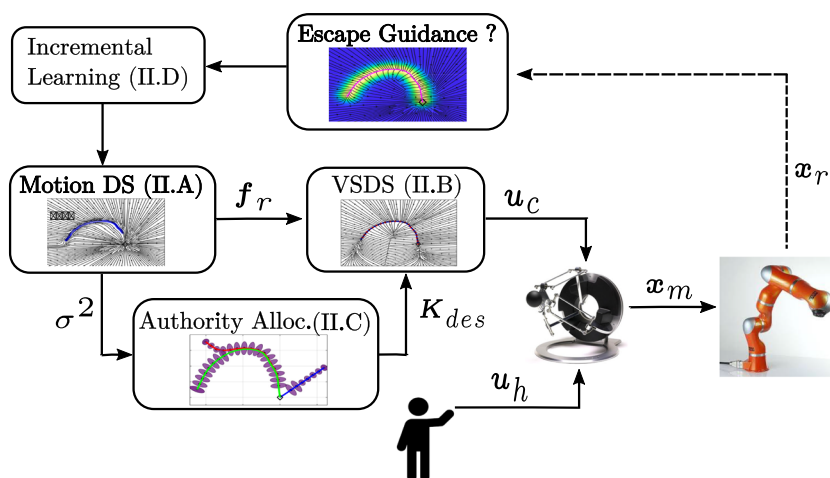 Escape Guidance ?
Incremental
Learning (II.D)
Motion DS (II.A)
f_r
VSDS (II.B)
u_c
x_r
σ²
Authority Alloc.(II.C)
K_des
x_m
u_h